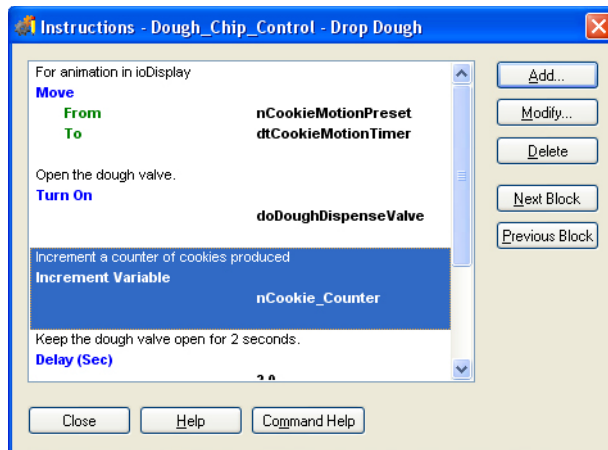 Instructions - Dough_Chip_Control - Drop Dough
For animation in ioDisplay
Move
From nCookieMotionPreset
To dtCookieMotionTimer
Open the dough valve.
Turn On
doDoughDispenseValve
Increment a counter of cookies produced
Increment Variable
nCookie_Counter
Keep the dough valve open for 2 seconds.
Delay (Sec)
2.0
Add...
Modify...
Delete
Next Block
Previous Block
Close
Help
Command Help